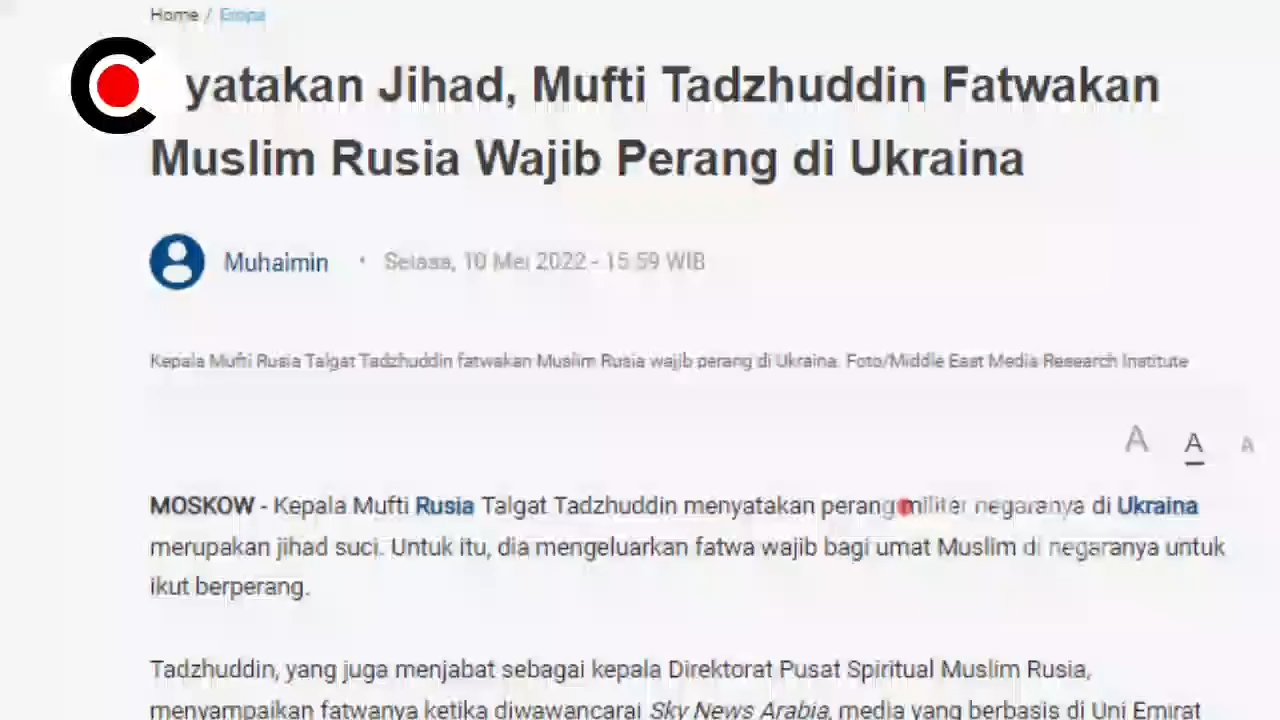 Home / Eropa
yatakan Jihad, Mufti Tadzhuddin Fatwakan
Muslim Rusia Wajib Perang di Ukraina
Muhaimin • Selasa, 10 Mei 2022 - 15:59 WIB
Kepala Mufti Rusia Talgat Tadzhuddin fatwakan Muslim Rusia wajib perang di Ukraina. Foto/Middle East Media Research Institute
A A A
MOSKOW - Kepala Mufti Rusia Talgat Tadzhuddin menyatakan perang militer negaranya di Ukraina
merupakan jihad suci. Untuk itu, dia mengeluarkan fatwa wajib bagi umat Muslim di negaranya untuk
ikut berperang.
Tadzhuddin, yang juga menjabat sebagai kepala Direktorat Pusat Spiritual Muslim Rusia,
menyampaikan fatwanya ketika diwawancarai Sky News Arabia, media yang berbasis di Uni Emirat